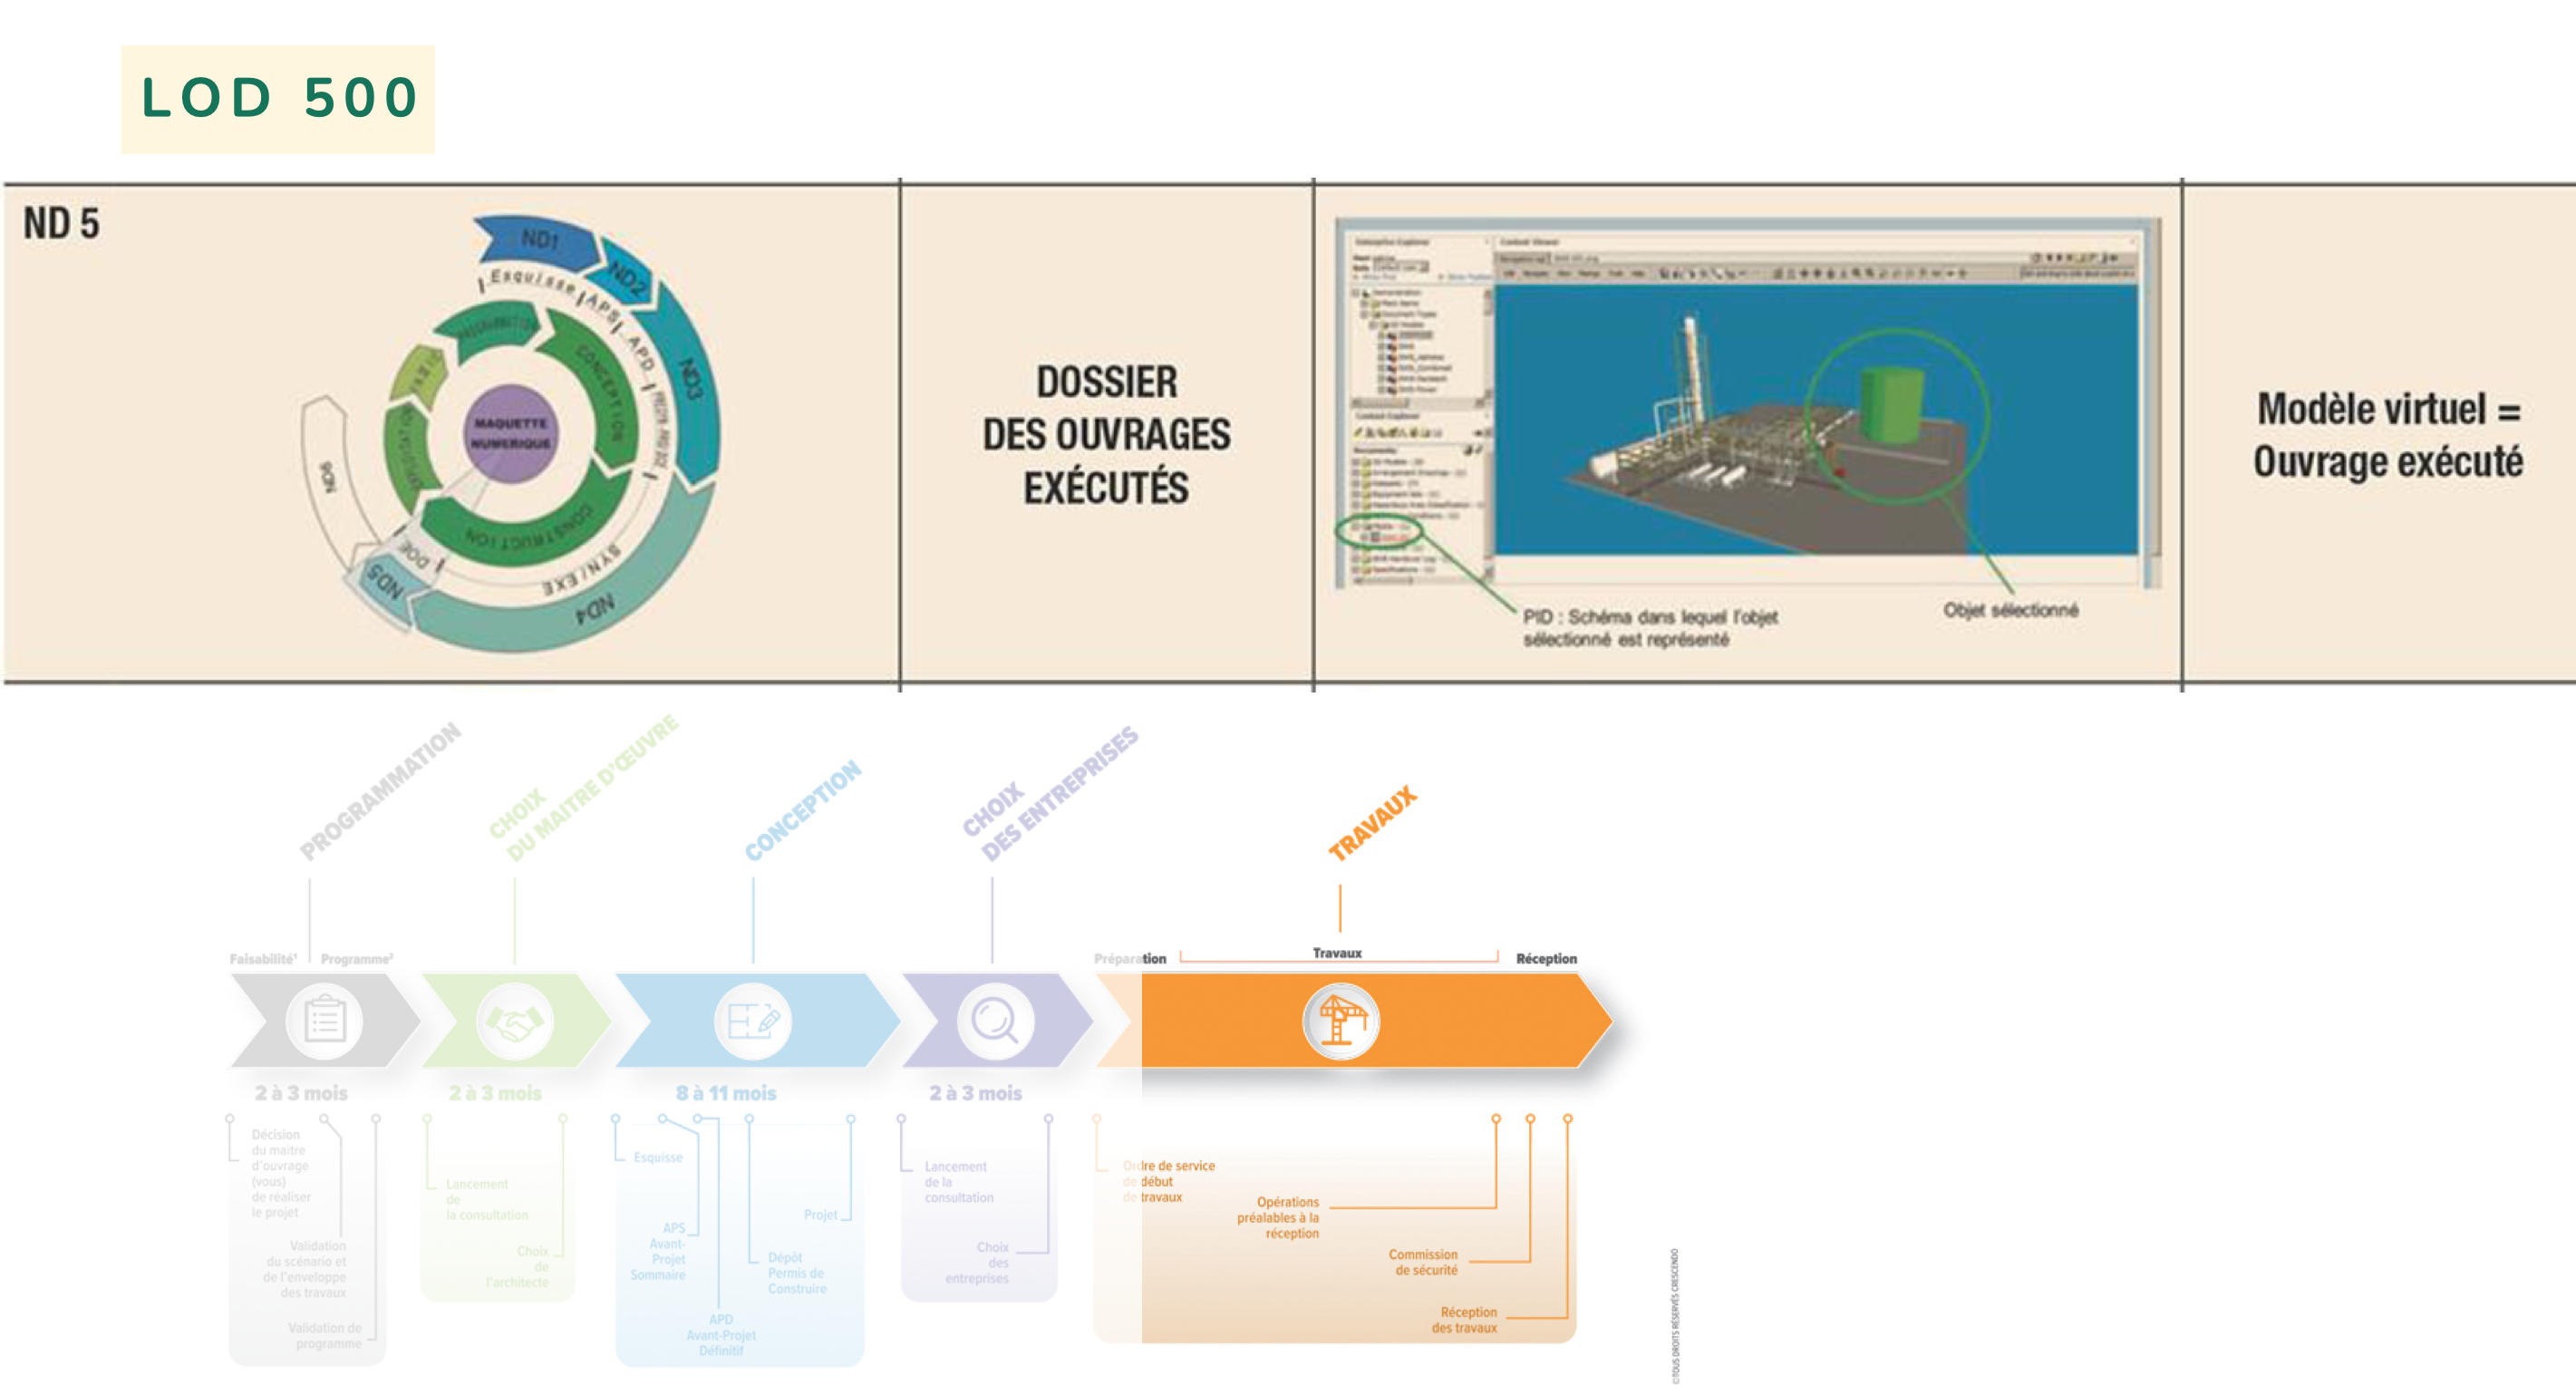 LOD 500
ND 5
ND1
ND2
ND3
ND4
ND5
ND6
Esquisse
APS
APD
SYN/EXE
DOE
CONCEPTION
CONSTRUCTION
MAQUETTE
NUMERIQUE
DOSSIER
DES OUVRAGES
EXÉCUTÉS
PID : Schéma dans lequel l'objet
sélectionné est représenté
Objet sélectionné
Modèle virtuel =
Ouvrage exécuté
PROGRAMMATION
CHOIX
DU MAITRE D'ŒUVRE
CONCEPTION
CHOIX
DES ENTREPRISES
TRAVAUX
Faisabilité¹
Programme²
Préparation
Travaux
Réception
2 à 3 mois
2 à 3 mois
8 à 11 mois
2 à 3 mois
Décision
du maitre
d'ouvrage
(vous)
de réaliser
le projet
Validation
du scénario et
de l'enveloppe
des travaux
Validation de
programme
Lancement
de
la consultation
Choix
de
l'architecte
Esquisse
APS
Avant-
Projet
Sommaire
APD
Avant-Projet
Définitif
Dépôt
Permis de
Construire
Projet
Lancement
de la
consultation
Choix
des
entreprises
Ordre de service
de début
de travaux
Opérations
préalables à la
réception
Commission
de sécurité
Réception
des travaux
©TOUS DROITS RÉSERVÉS CRESCENDO